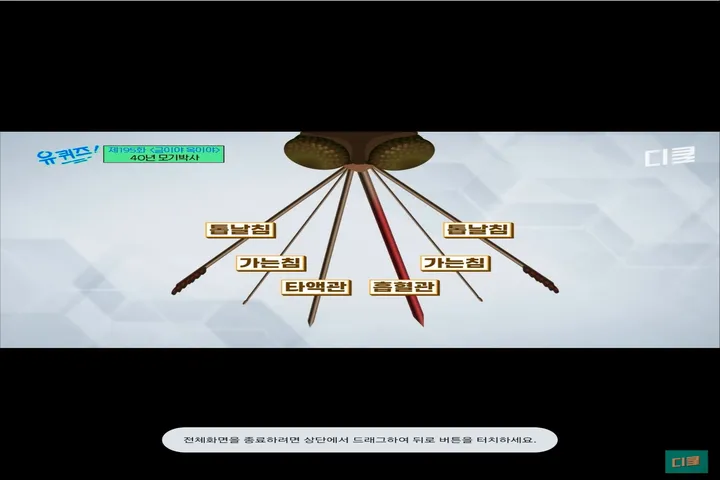 유퀴즈!
제195회 <금이야 옥이야>
40년 모기박사
디글
톱날침
톱날침
가는침
가는침
타액관
흡혈관
전체화면을 종료하려면 상단에서 드래그하여 뒤로 버튼을 터치하세요.
디글